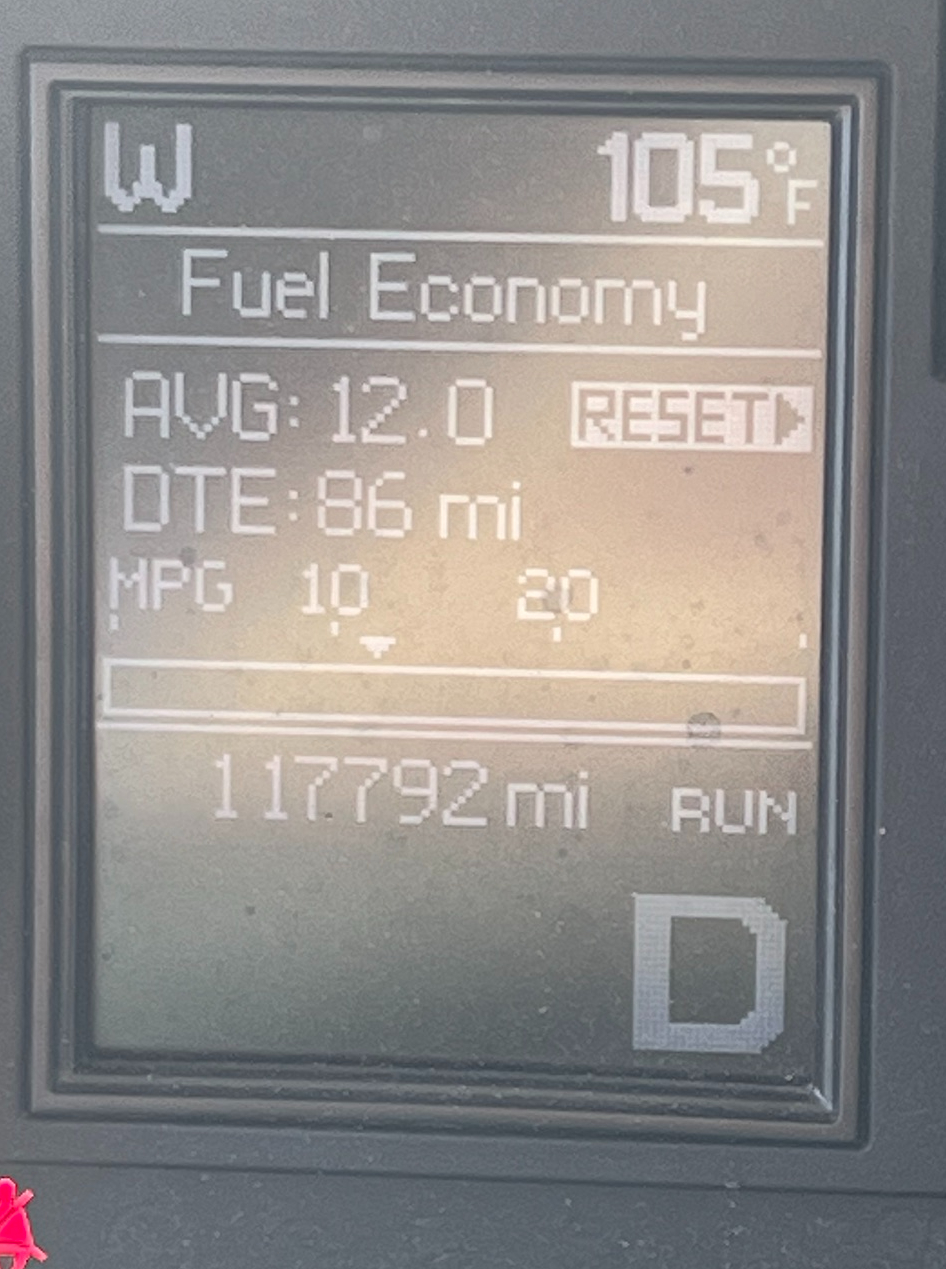 W 105°F
Fuel Economy
AVG: 12.0 RESET
DTE: 86 mi
MPG 10 20
117792 mi RUN
D